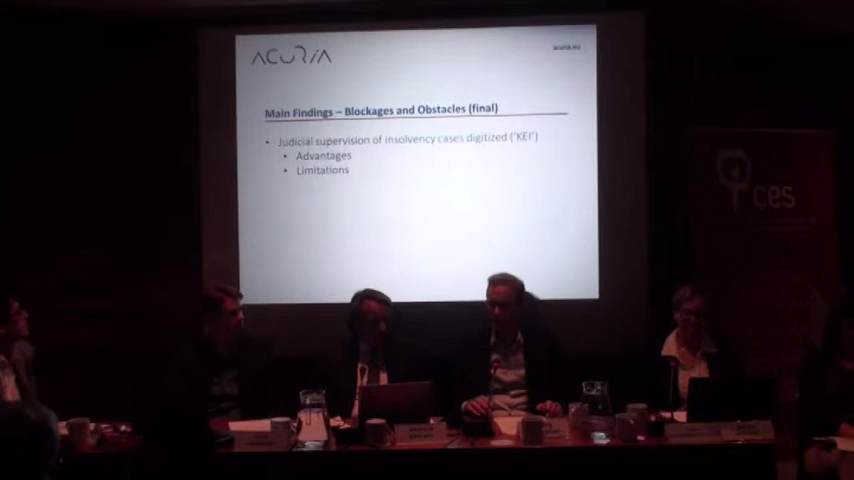 ACURIA
acuria.eu
Main Findings – Blockages and Obstacles (final)
• Judicial supervision of insolvency cases digitized ('KEI')
• Advantages
• Limitations
ces